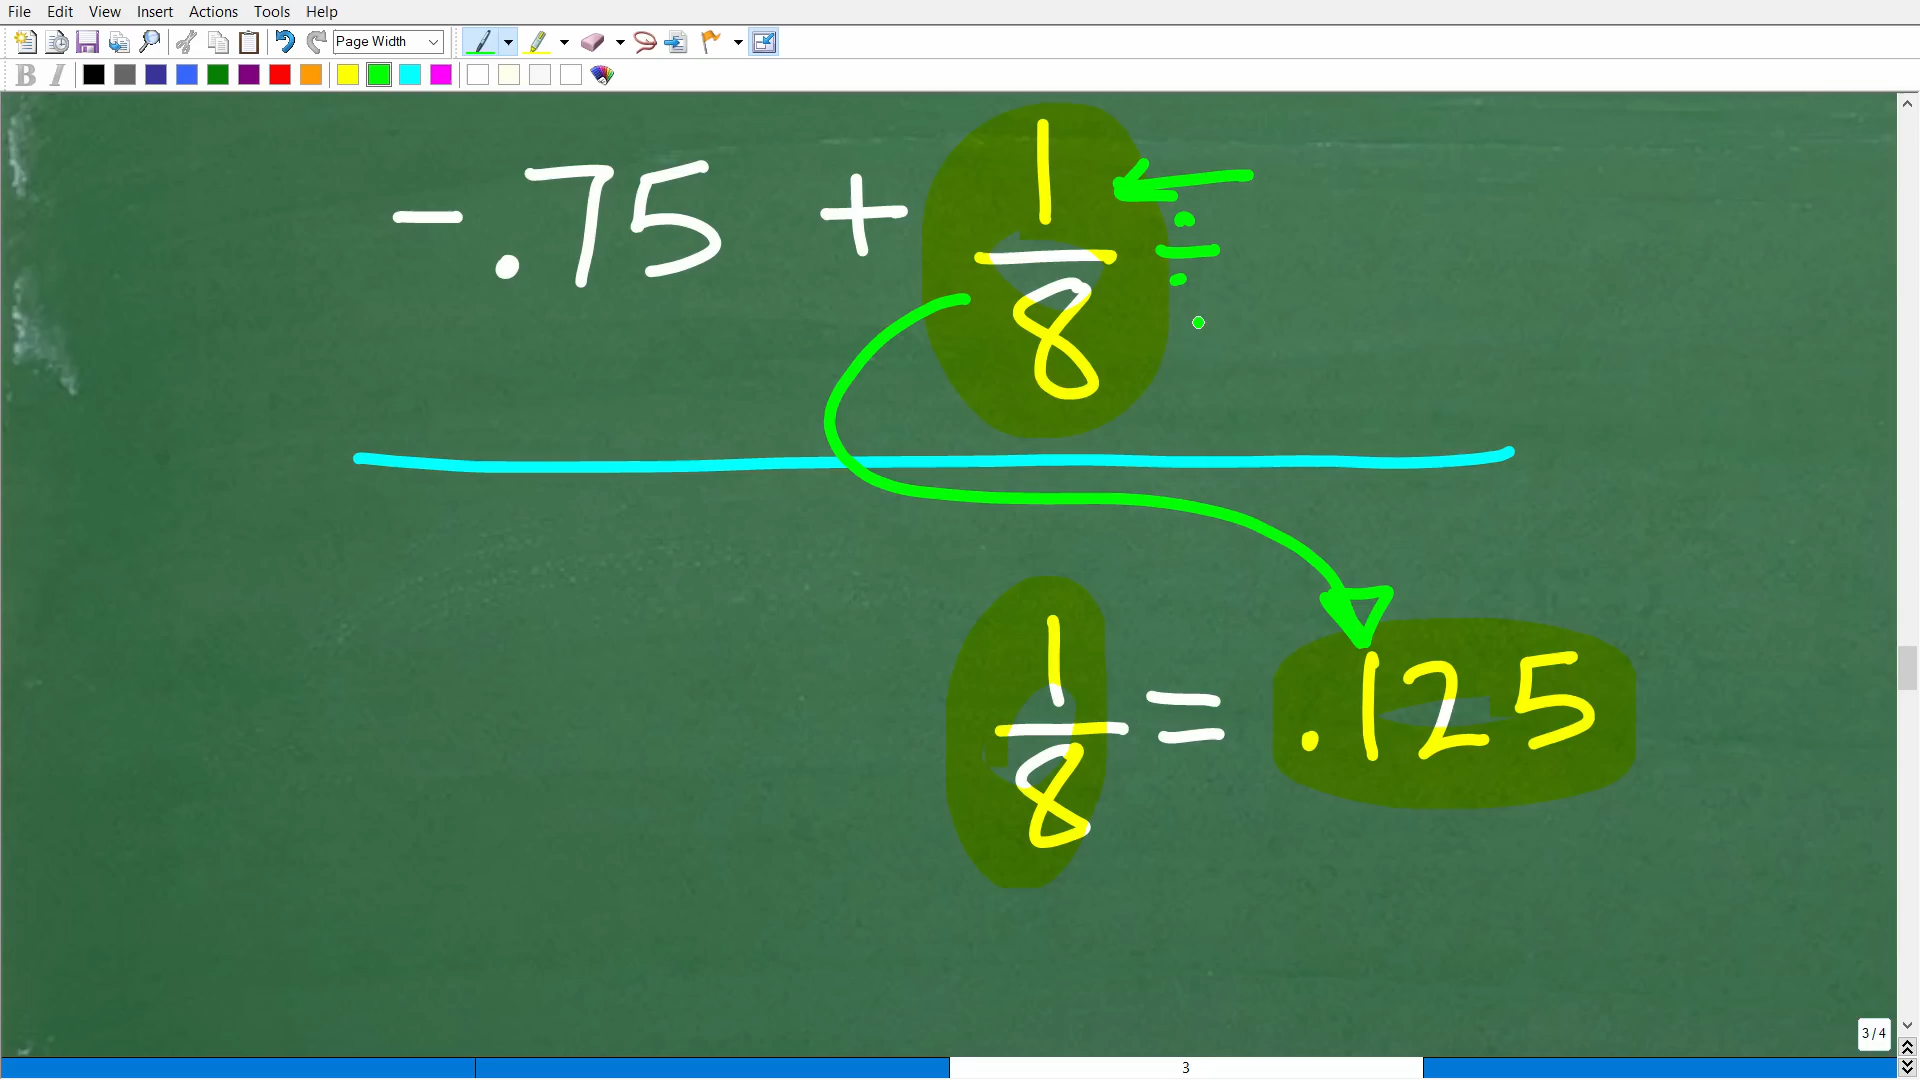 File Edit View Insert Actions Tools Help
Page Width
B I
-.75 + 1/8 ÷
1/8 = .125
3 / 4
3